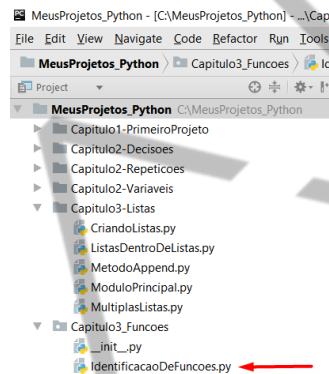 MeusProjetos_Python - [C:\MeusProjetos_Python] - ...\Cap
File Edit View Navigate Code Refactor Run Tools
MeusProjetos_Python Capitulo3_Funcoes Id
Project
MeusProjetos_Python C:\MeusProjetos_Python
Capitulo1-PrimeiroProjeto
Capitulo2-Decisoes
Capitulo2-Repeticoes
Capitulo2-Variaveis
Capitulo3-Listas
CriandoListas.py
ListasDentroDeListas.py
MetodoAppend.py
ModuloPrincipal.py
MultiplasListas.py
Capitulo3_Funcoes
__init__.py
IdentificacaoDeFuncoes.py